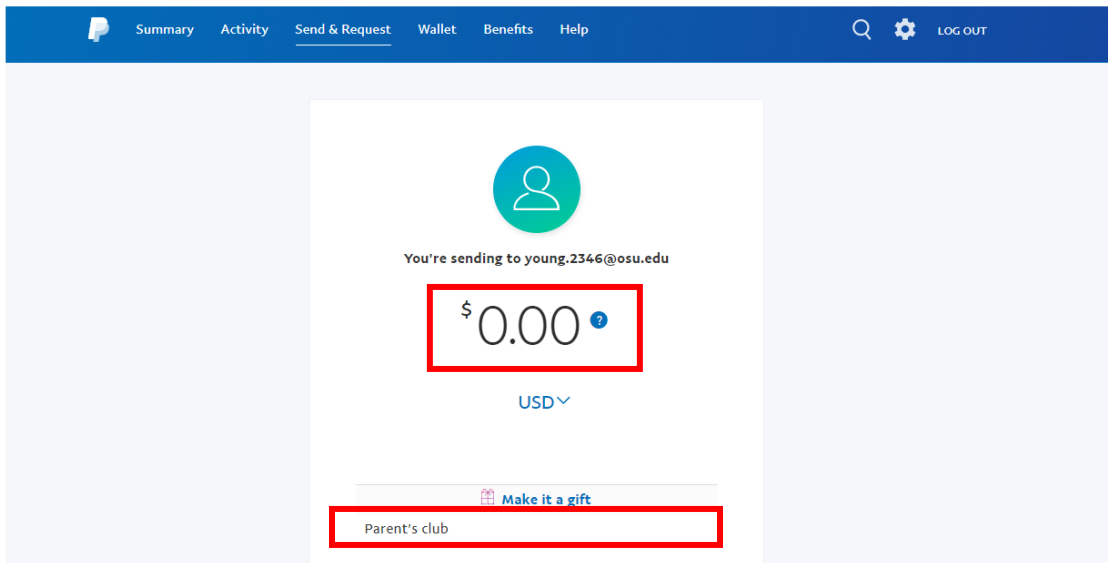 Summary Activity Send & Request Wallet Benefits Help LOG OUT
You're sending to young.2346@osu.edu
$0.00 ?
USD
Make it a gift
Parent's club